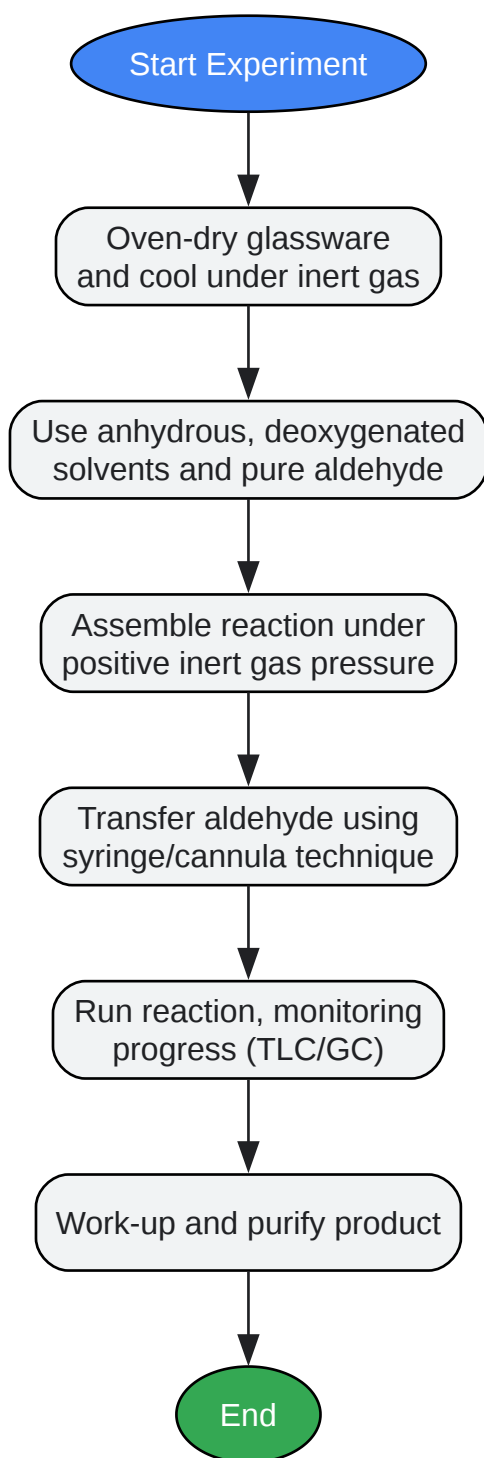 Start Experiment
Oven-dry glassware
and cool under inert gas
Use anhydrous, deoxygenated
solvents and pure aldehyde
Assemble reaction under
positive inert gas pressure
Transfer aldehyde using
syringe/cannula technique
Run reaction, monitoring
progress (TLC/GC)
Work-up and purify product
End